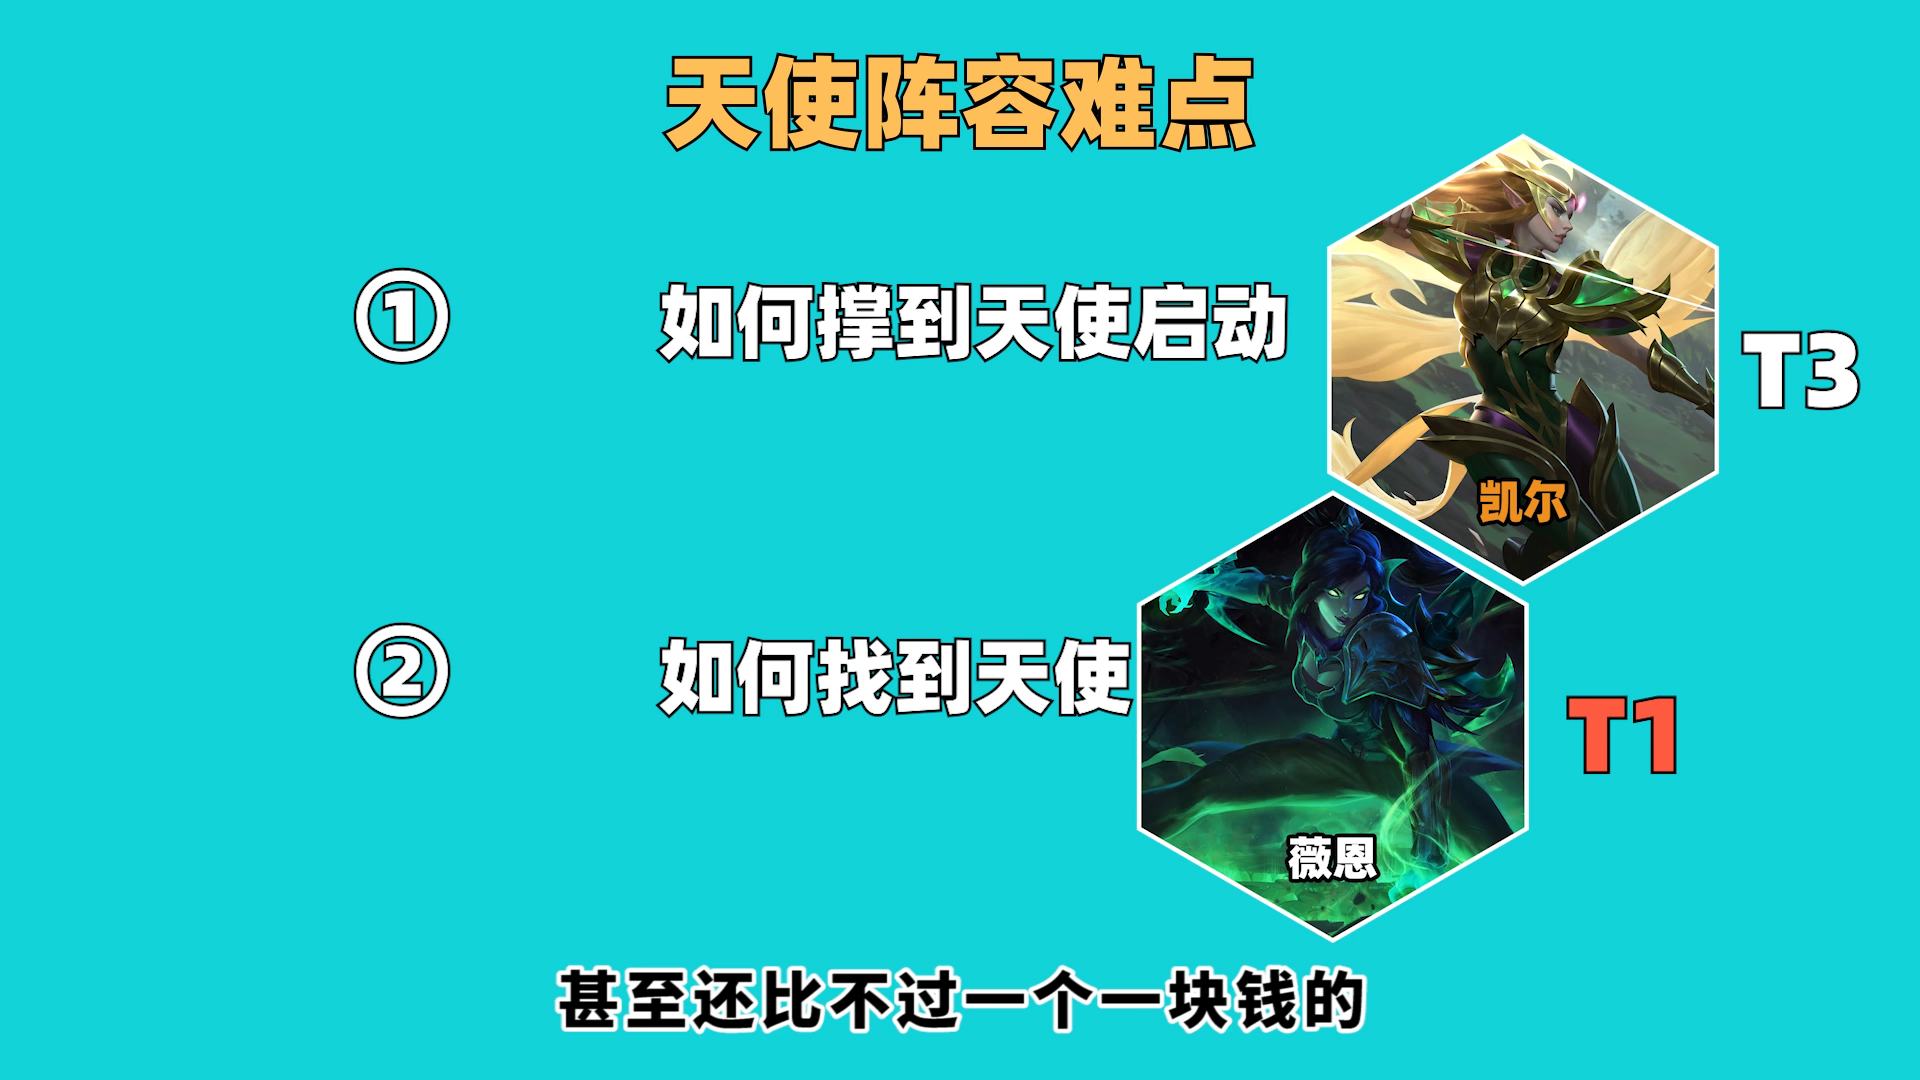 天使阵容难点
①
如何撑到天使启动
T3
凯尔
②
如何找到天使
T1
薇恩
甚至还比不过一个一块钱的